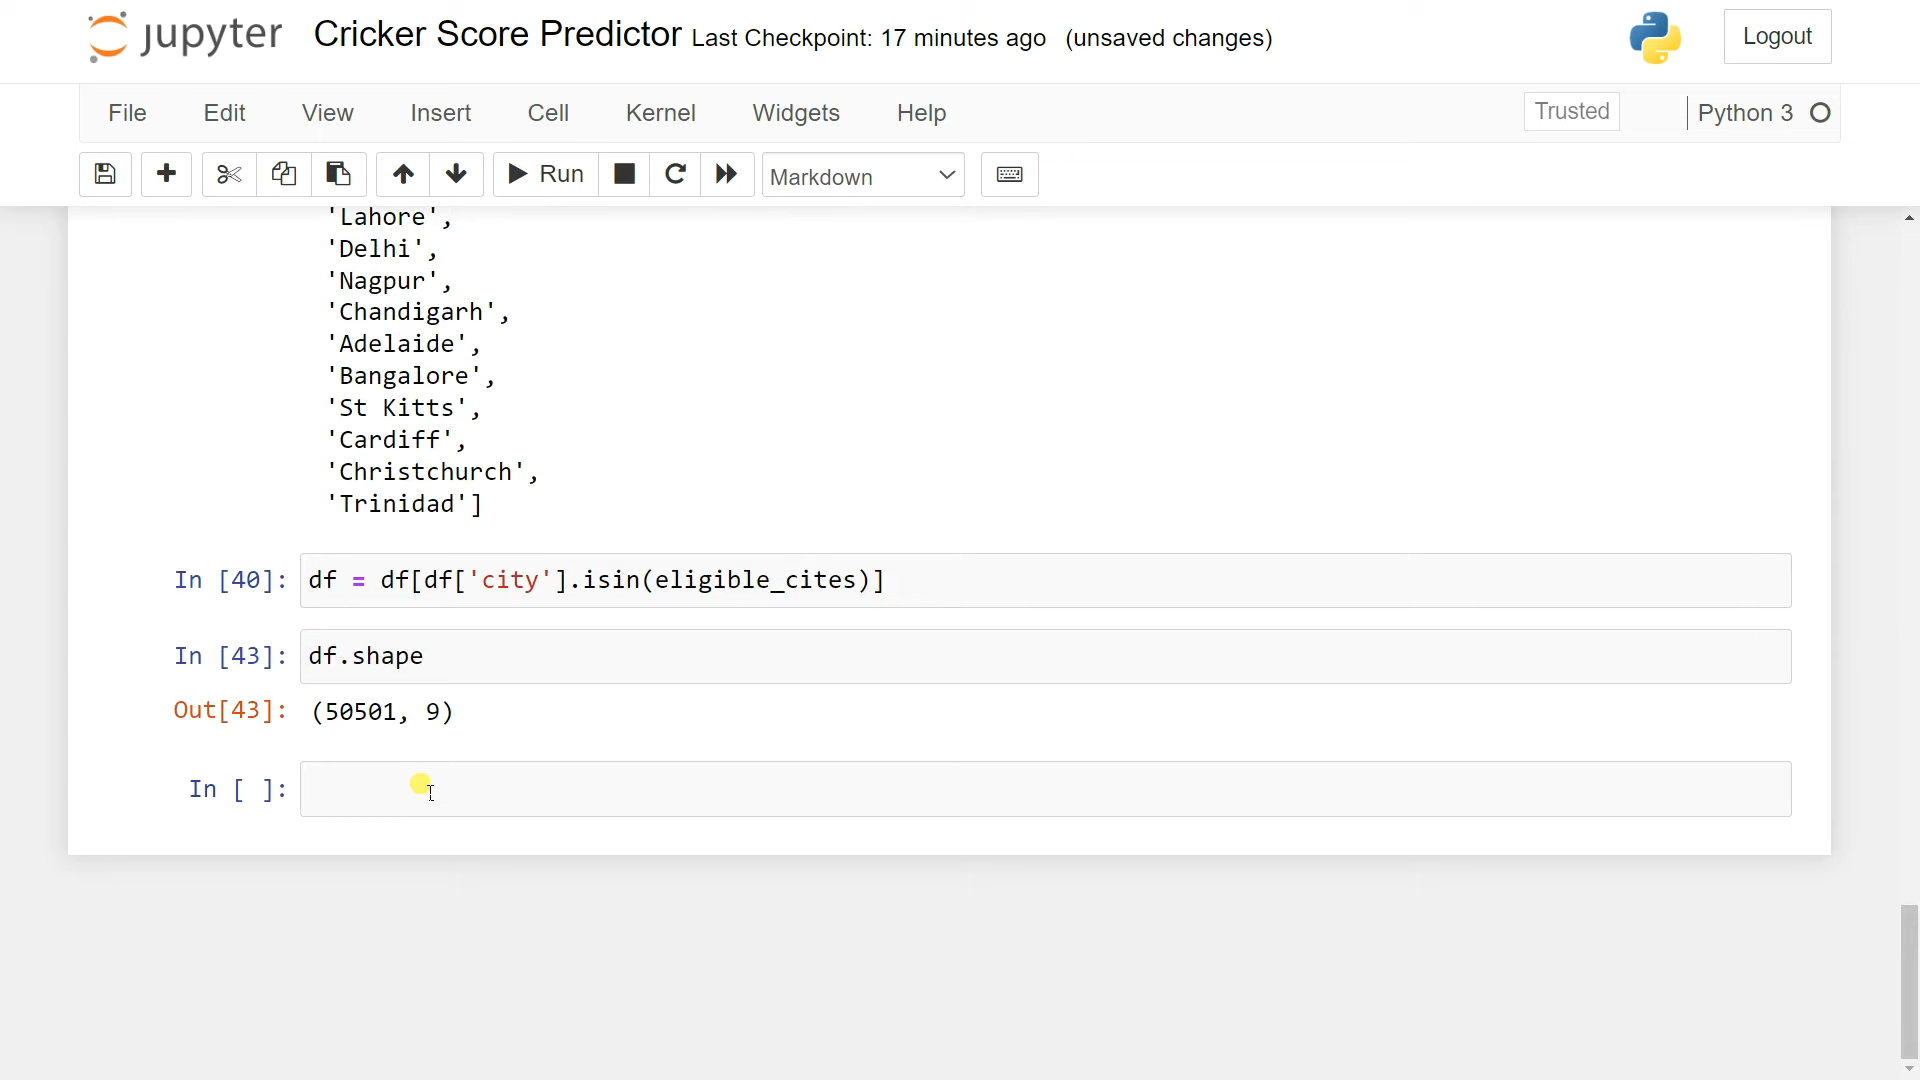 jupyter Cricker Score Predictor Last Checkpoint: 17 minutes ago (unsaved changes) Logout
File Edit View Insert Cell Kernel Widgets Help Trusted Python 3
Run Markdown
'Lahore',
'Delhi',
'Nagpur',
'Chandigarh',
'Adelaide',
'Bangalore',
'St Kitts',
'Cardiff',
'Christchurch',
'Trinidad']
In [40]: df = df[df['city'].isin(eligible_cites)]
In [43]: df.shape
Out[43]: (50501, 9)
In [ ]: